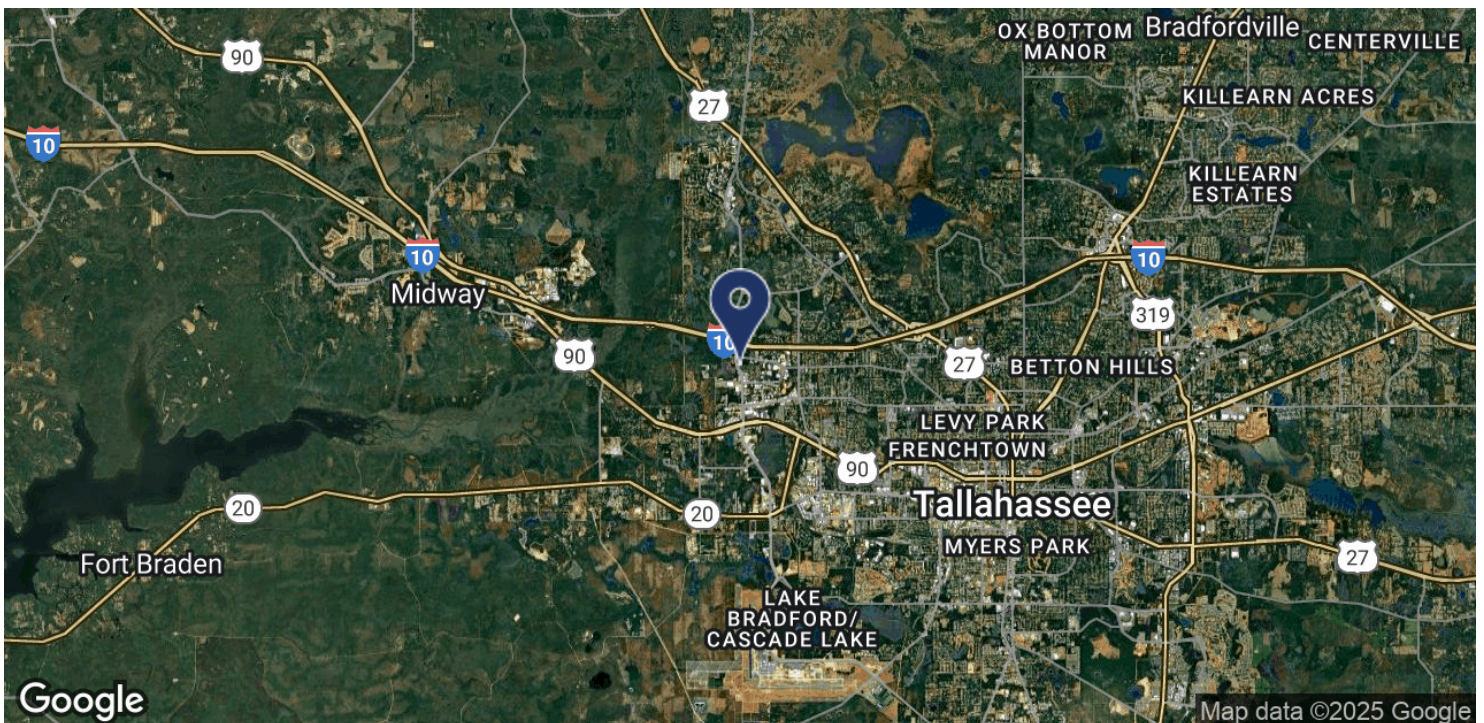 OX BOTTOM
MANOR
Bradfordville
CENTERVILLE
90
27
KILLEARN ACRES
10
KILLEARN
ESTATES
10
10
Midway
319
10
90
27
BETTON HILLS
LEVY PARK
FRENCHTOWN
90
20
20
Tallahassee
MYERS PARK
27
Fort Braden
LAKE
BRADFORD/
CASCADE LAKE
Google
Map data ©2025 Google